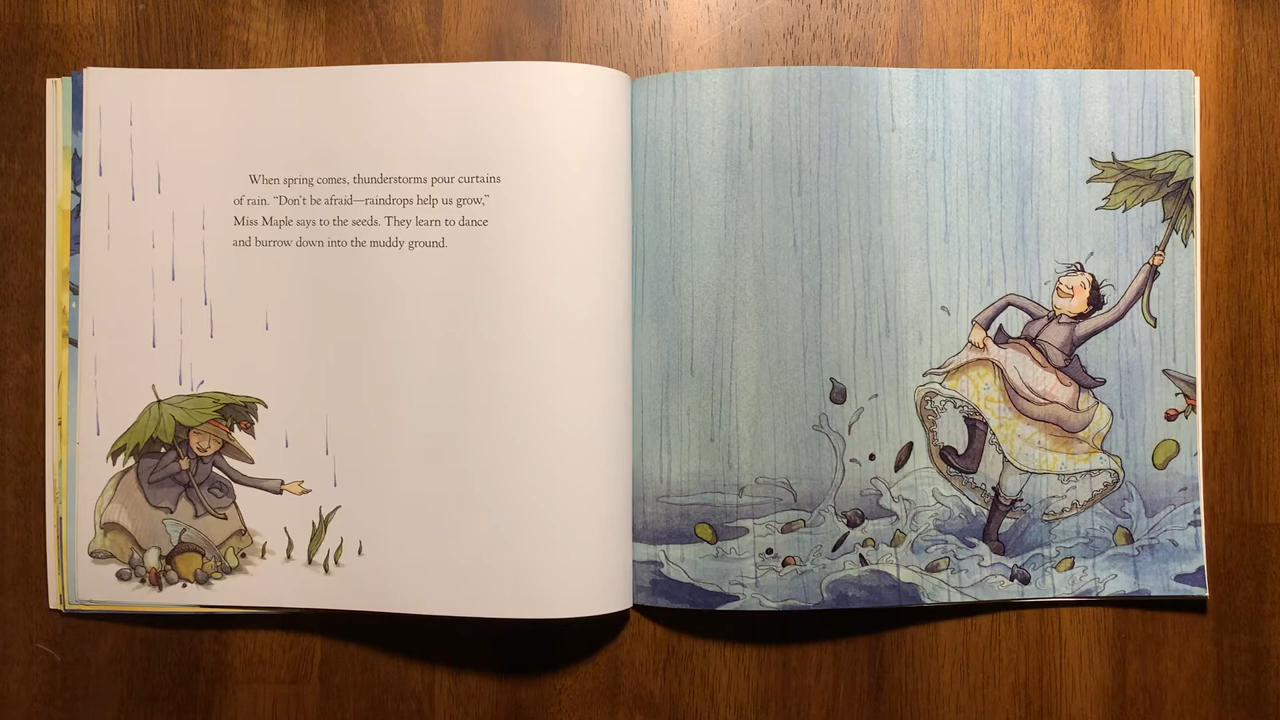 When spring comes, thunderstorms pour curtains
of rain. “Don’t be afraid—raindrops help us grow,”
Miss Maple says to the seeds. They learn to dance
and burrow down into the muddy ground.